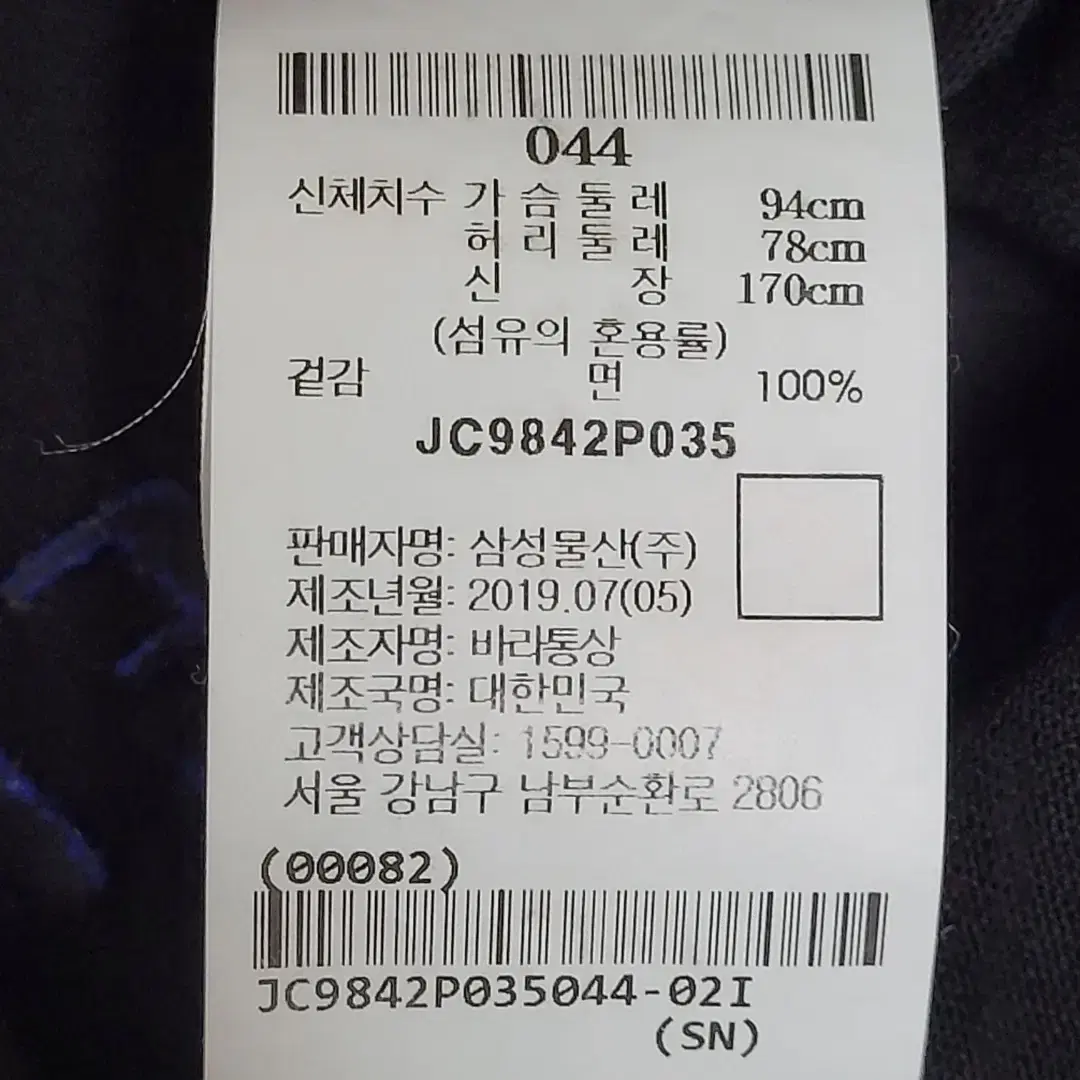 044
신체치수 가슴둘레 94cm
허리둘레 78cm
신장 170cm
(섬유의 혼용률)
겉감 면 100%
JC9842P035
판매자명: 삼성물산(주)
제조년월: 2019.07(05)
제조자명: 바라통상
제조국명: 대한민국
고객상담실: 1599-0007
서울 강남구 남부순환로 2806
(00082)
JC9842P035044-02I
(SN)